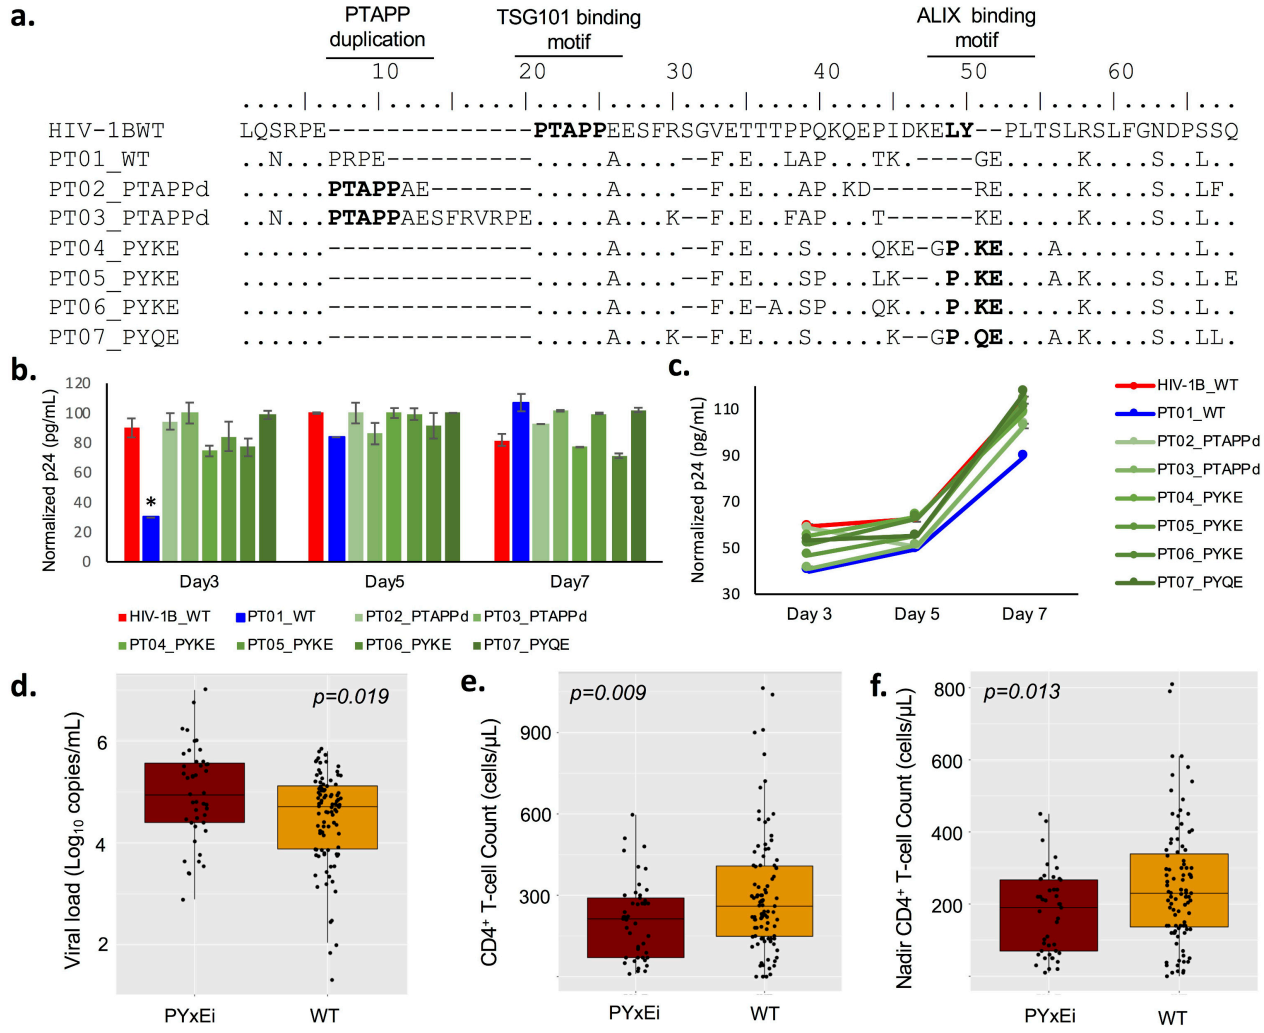 a.
PTAPP duplication
TSG101 binding motif
ALIX binding motif
10 20 30 40 50 60
HIV-1BWT LQSRPE--------------PTAPPEESFRSGVETTTPPQKQEPIDKELY--PLTSLRSLFGNDPSSQ
PT01_WT ..N...PRPE----------.....A....--F.E..LAP...TK-----GE.....K....S..L..
PT02_PTAPPd ......PTAPPAE-------.....A....--F.E...AP.KD-------RE.....K....S..LF.
PT03_PTAPPd ..N...PTAPPAESFRVRPE.....A...K--F.E..FAP...T------KE.....K....S..L..
PT04_PYKE ......--------------.....A....--F.E...S....QKE-GP.KE...A.........L..
PT05_PYKE ......--------------.....A....--F.E...SP...LK--.P.KE.....K....S..L.E
PT06_PYKE ......--------------.....A....--F.E-A.SP...QK...P.KE.....K....S..L..
PT07_PYQE ......--------------.....A...K--F.E...S.....K--GP.QE...A.K....S..LL.
b.
Normalized p24 (pg/mL)
120
100
80
60
40
20
0
*
Day3 Day5 Day7
HIV-1B_WT PT01_WT PT02_PTAPPd PT03_PTAPPd
PT04_PYKE PT05_PYKE PT06_PYKE PT07_PYQE
c.
Normalized p24 (pg/mL)
110
90
70
50
30
Day 3 Day 5 Day 7
HIV-1B_WT
PT01_WT
PT02_PTAPPd
PT03_PTAPPd
PT04_PYKE
PT05_PYKE
PT06_PYKE
PT07_PYQE
d.
p=0.019
Viral load (Log10 copies/mL)
6
4
2
PYxEi WT
e.
p=0.009
CD4+ T-cell Count (cells/µL)
900
600
300
PYxEi WT
f.
p=0.013
Nadir CD4+ T-cell Count (cells/µL)
800
600
400
200
PYxEi WT